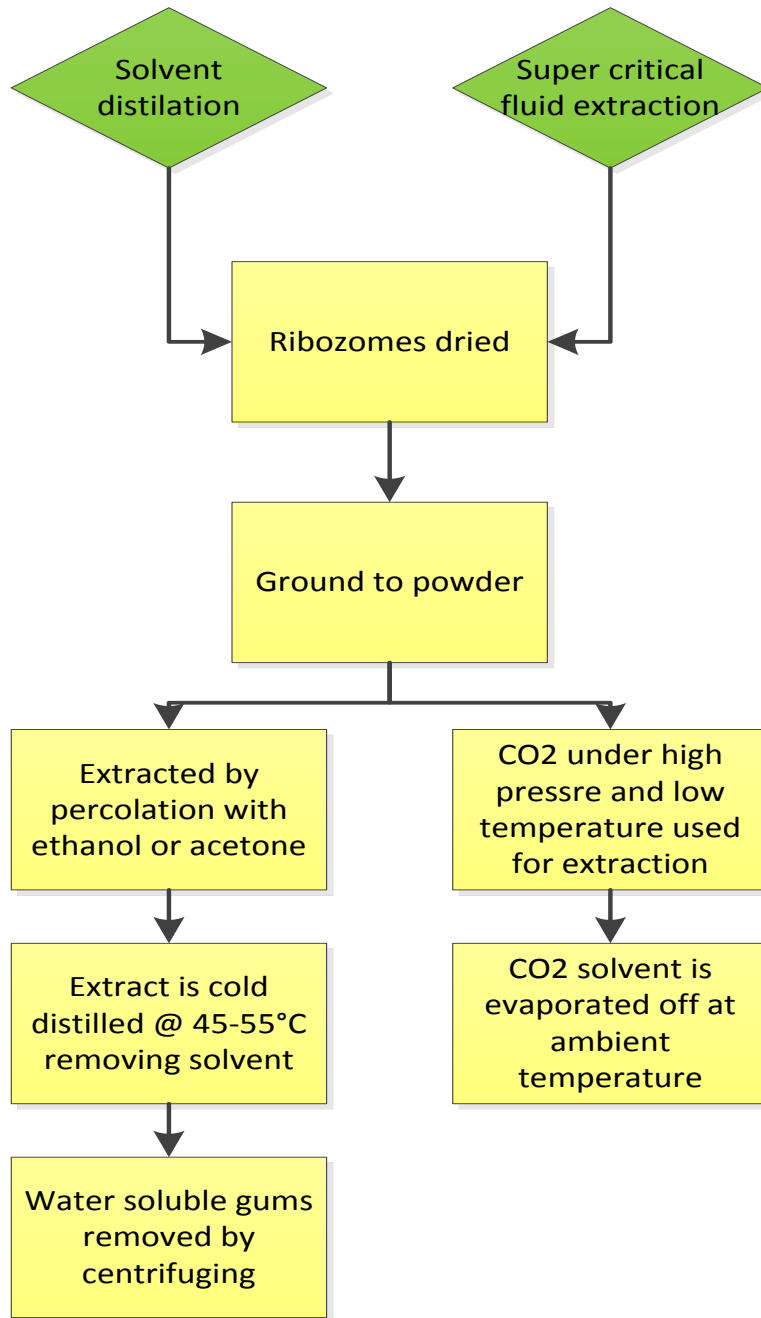 Solvent
distilation
Super critical
fluid extraction
Ribozomes dried
Ground to powder
Extracted by
percolation with
ethanol or acetone
CO2 under high
pressre and low
temperature used
for extraction
Extract is cold
distilled @ 45-55°C
removing solvent
CO2 solvent is
evaporated off at
ambient
temperature
Water soluble gums
removed by
centrifuging